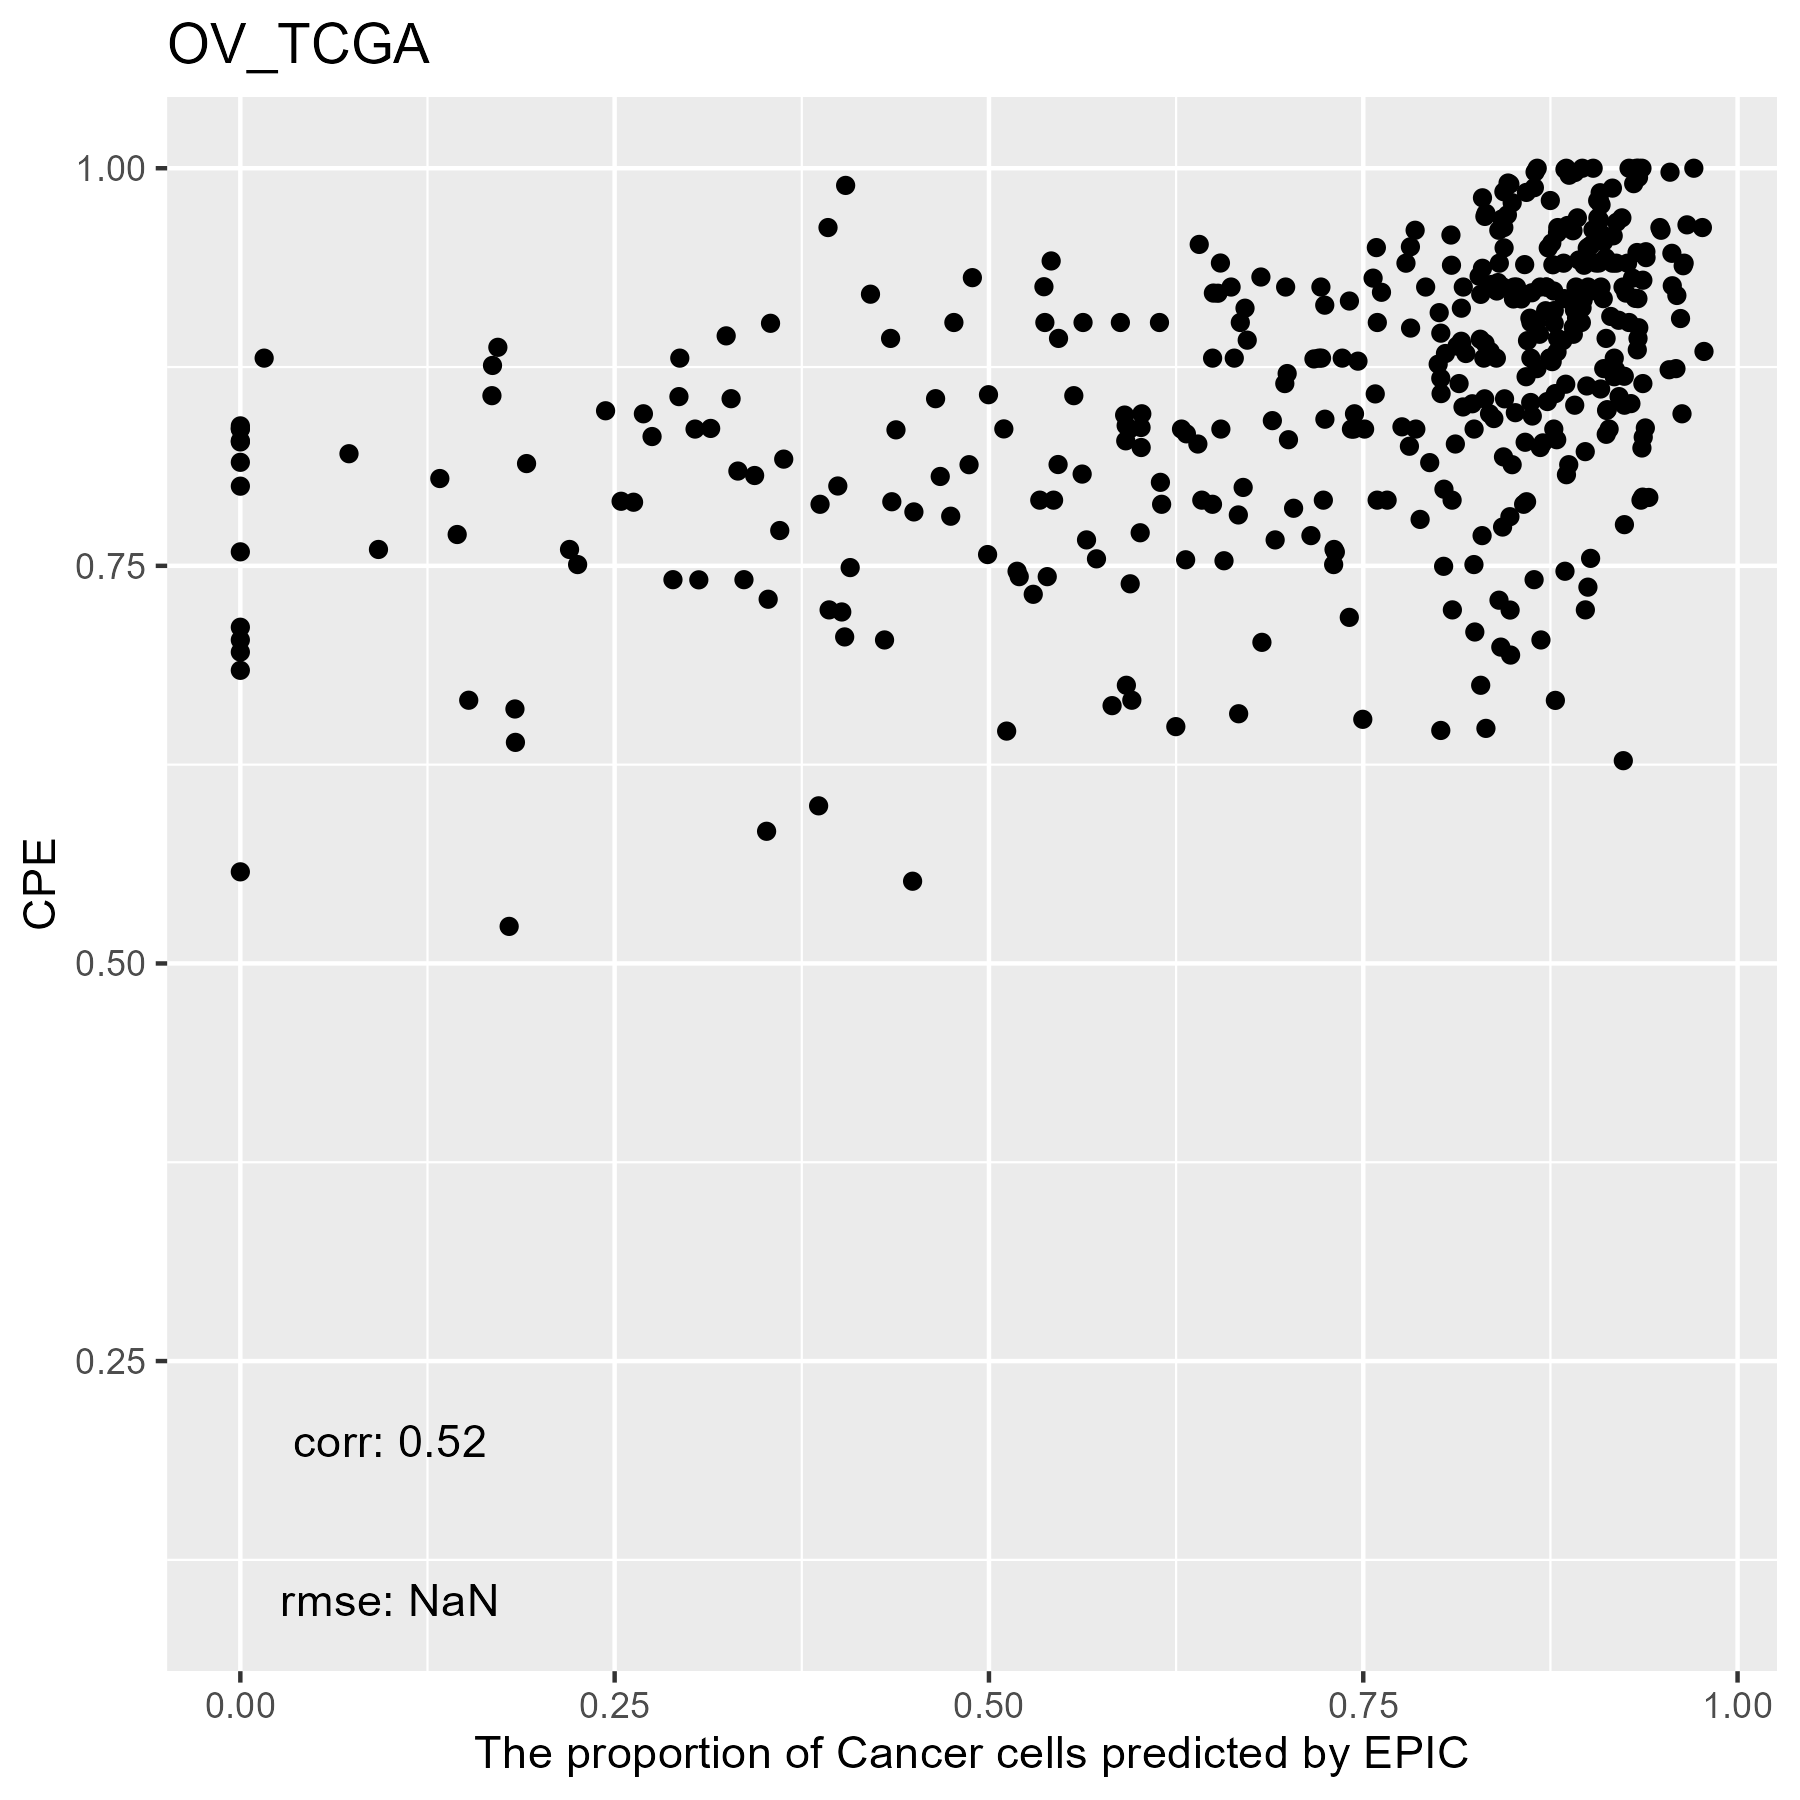 OV_TCGA
1.00
0.75
0.50
0.25
CPE
corr: 0.52
rmse: NaN
0.00 0.25 0.50 0.75 1.00
The proportion of Cancer cells predicted by EPIC